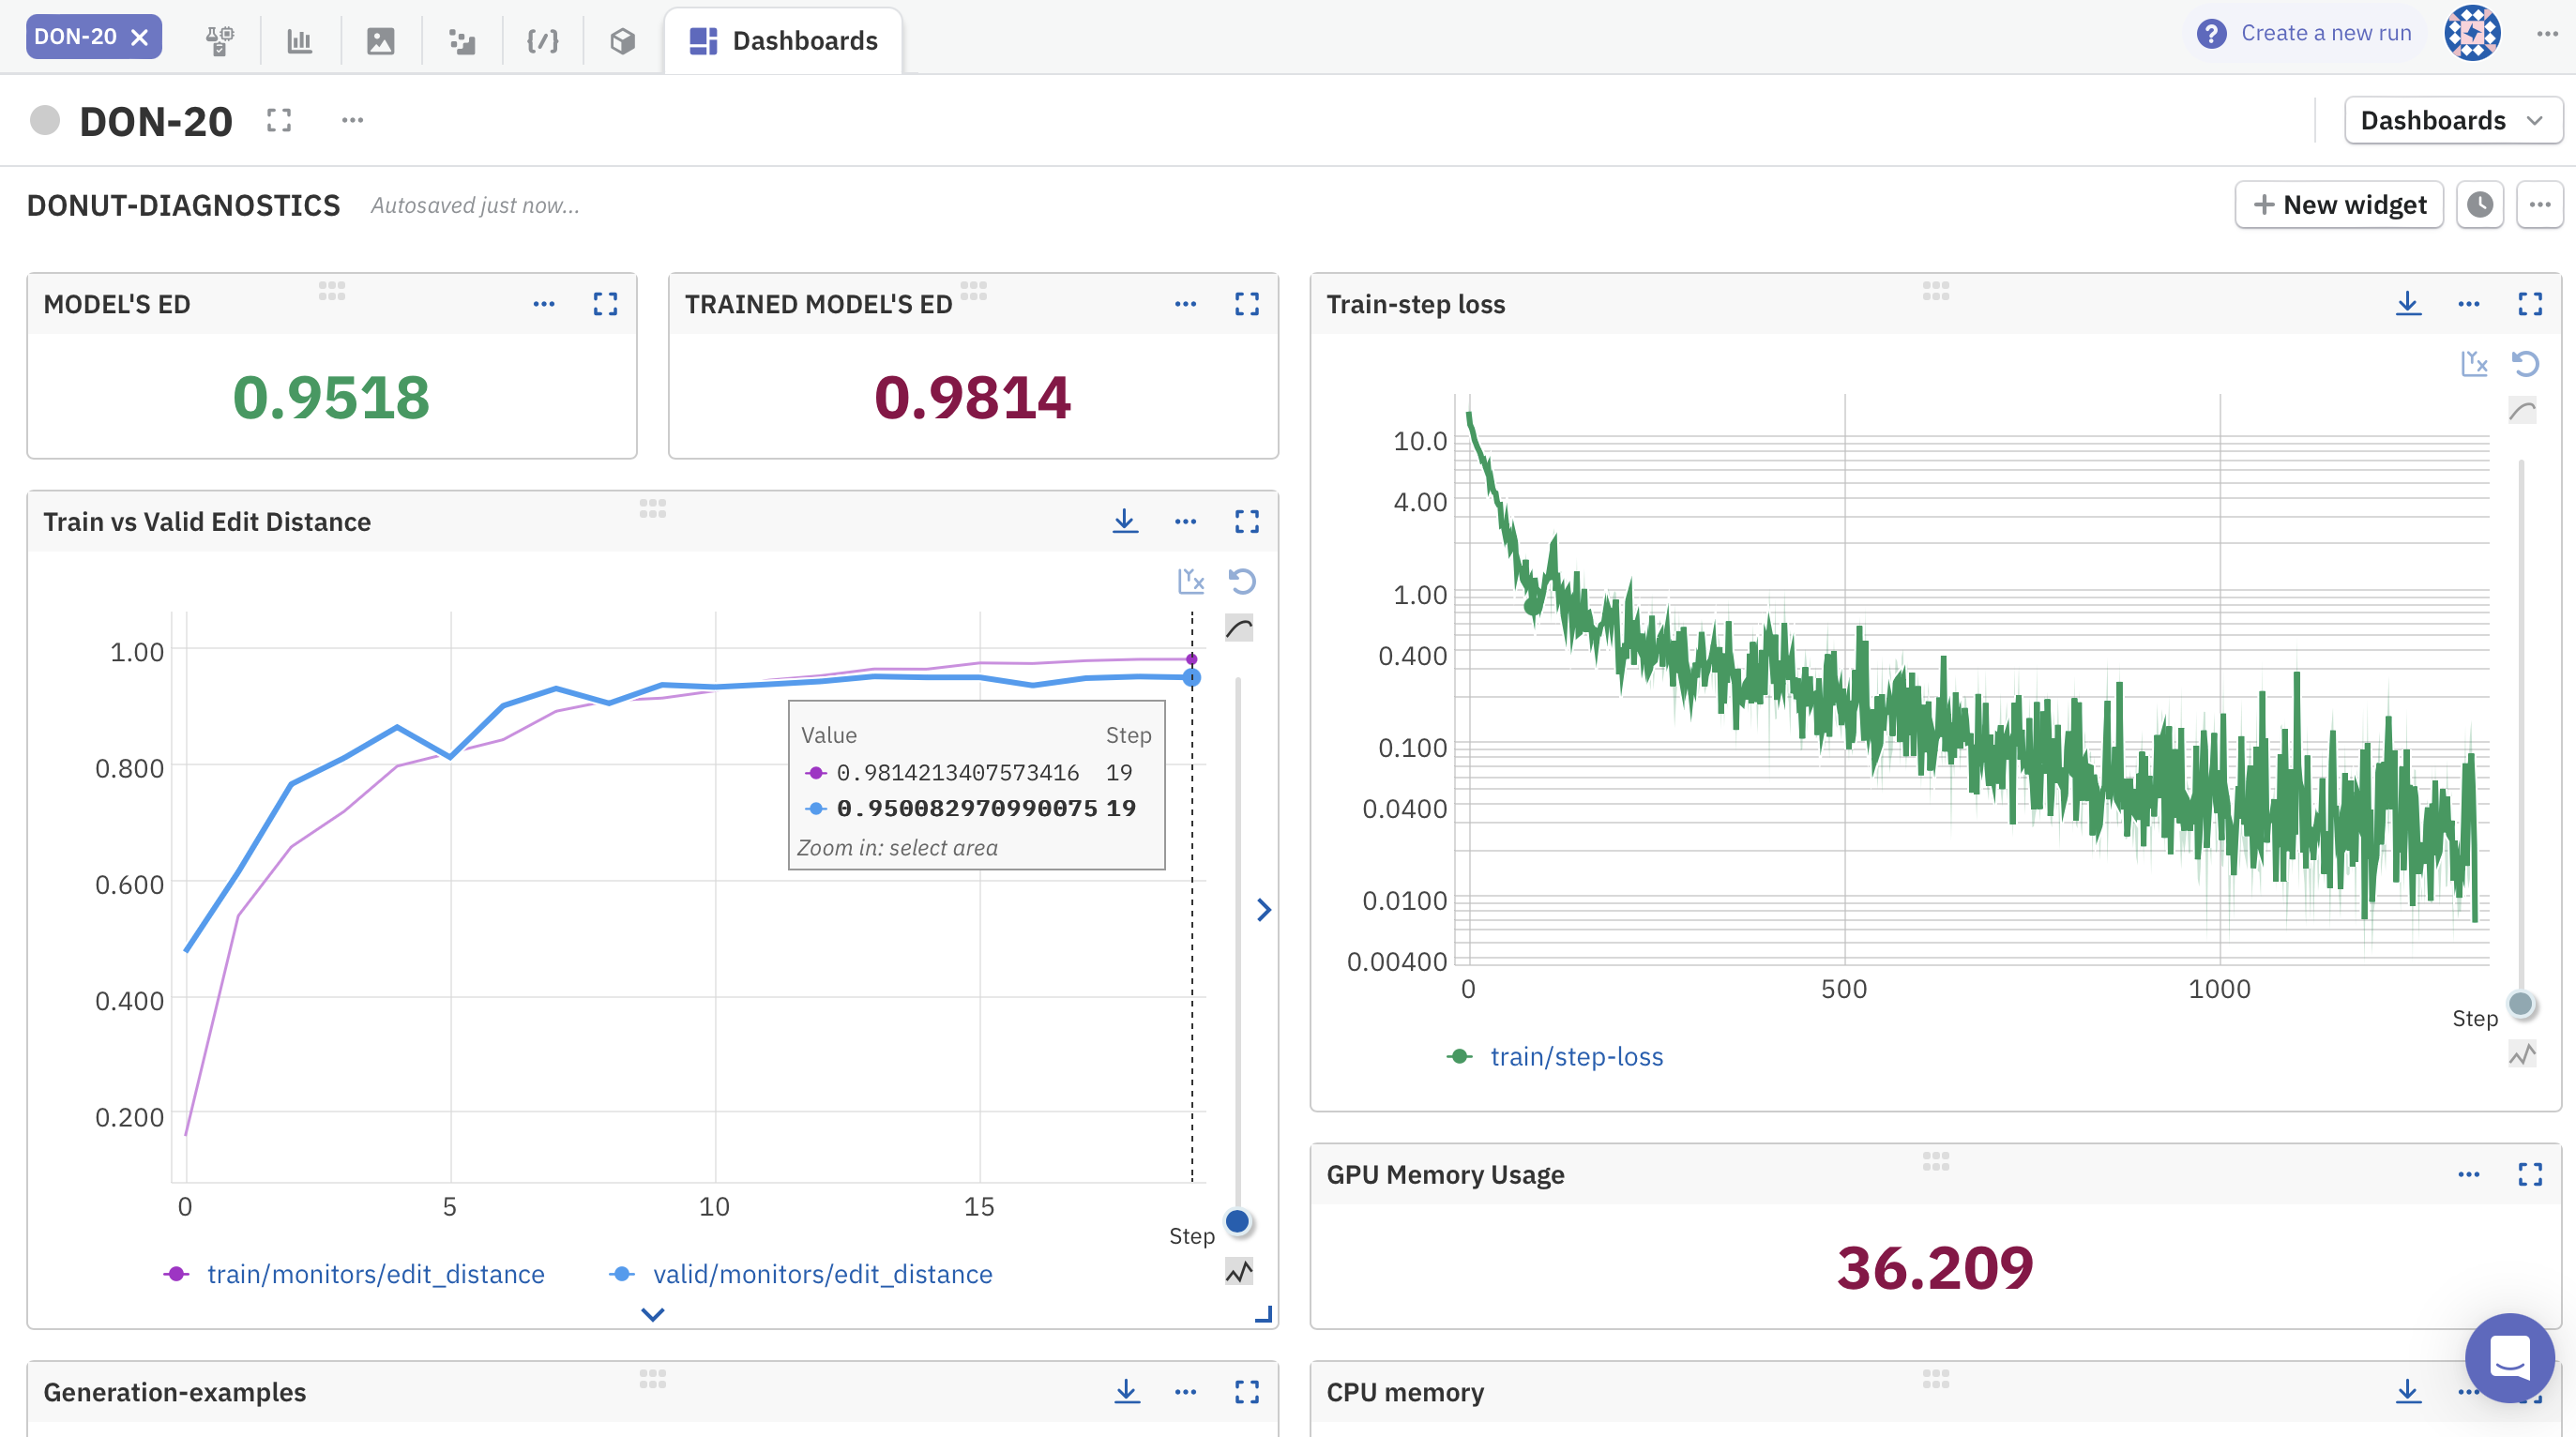 DON-20
Dashboards
Create a new run
DON-20
Dashboards
DONUT-DIAGNOSTICS
Autosaved just now...
New widget
MODEL'S ED
0.9518
TRAINED MODEL'S ED
0.9814
Train vs Valid Edit Distance
1.00
0.800
0.600
0.400
0.200
0
5
10
15
Step
Value Step
0.9814213407573416 19
0.950082970990075 19
Zoom in: select area
train/monitors/edit_distance
valid/monitors/edit_distance
Train-step loss
10.0
4.00
1.00
0.400
0.100
0.0400
0.0100
0.00400
0
500
1000
Step
train/step-loss
GPU Memory Usage
36.209
Generation-examples
CPU memory